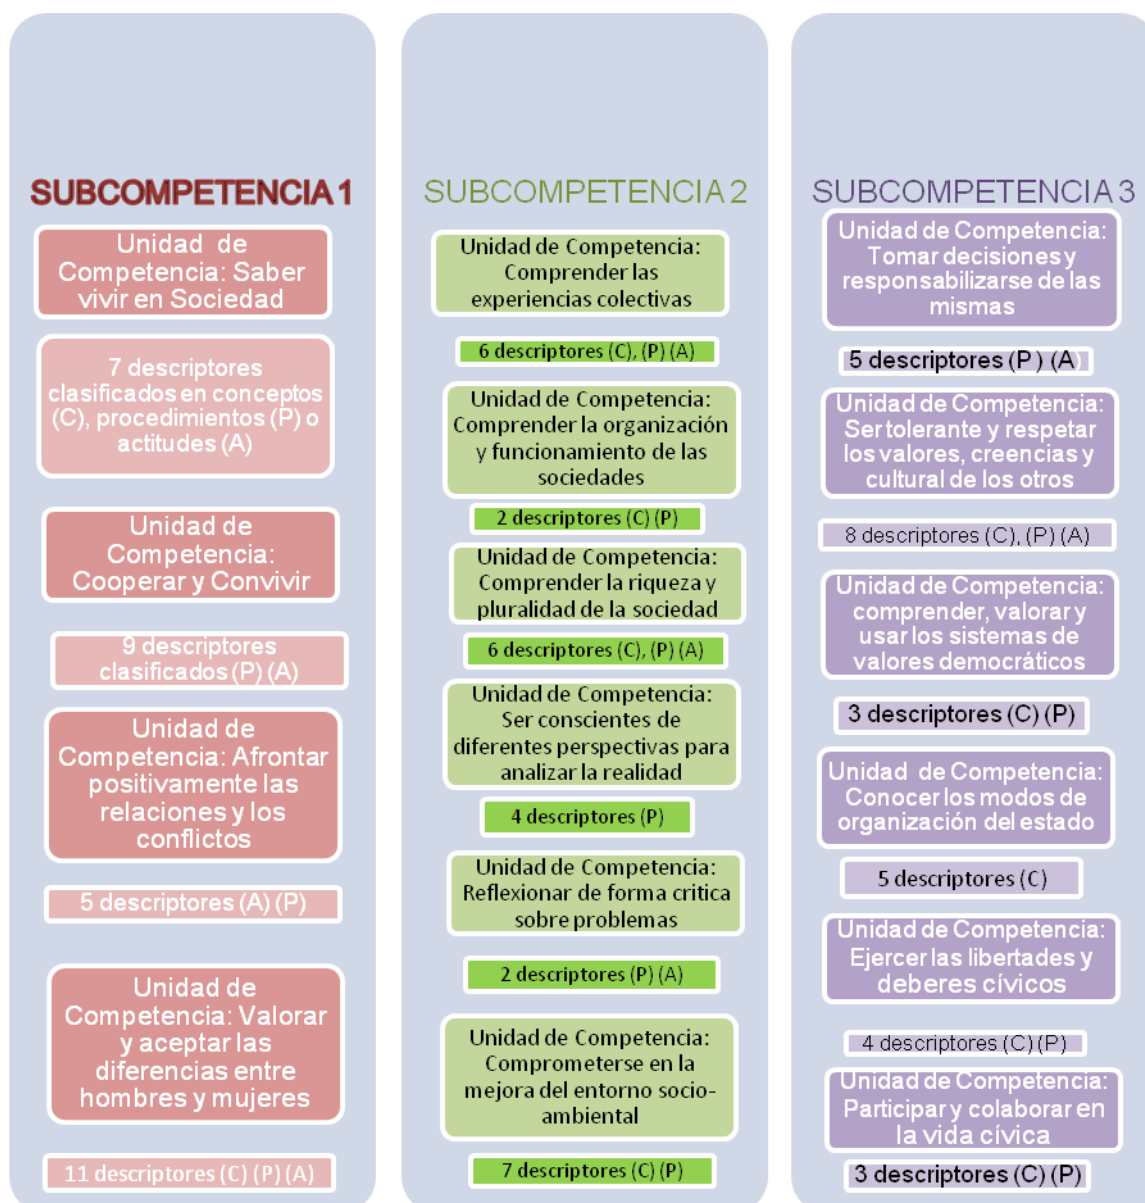 SUBCOMPETENCIA 1
Unidad de
Competencia: Saber
vivir en Sociedad
7 descriptores
clasificados en conceptos
(C), procedimientos (P) o
actitudes (A)
Unidad de
Competencia:
Cooperar y Convivir
9 descriptores
clasificados (P) (A)
Unidad de
Competencia: Afrontar
positivamente las
relaciones y los
conflictos
5 descriptores (A) (P)
Unidad de
Competencia: Valorar
y aceptar las
diferencias entre
hombres y mujeres
11 descriptores (C) (P) (A)
SUBCOMPETENCIA 2
Unidad de Competencia:
Comprender las
experiencias colectivas
6 descriptores (C), (P) (A)
Unidad de Competencia:
Comprender la organización
y funcionamiento de las
sociedades
2 descriptores (C) (P)
Unidad de Competencia:
Comprender la riqueza y
pluralidad de la sociedad
6 descriptores (C), (P) (A)
Unidad de Competencia:
Ser conscientes de
diferentes perspectivas para
analizar la realidad
4 descriptores (P)
Unidad de Competencia:
Reflexionar de forma critica
sobre problemas
2 descriptores (P) (A)
Unidad de Competencia:
Comprometerse en la
mejora del entorno socio-
ambiental
7 descriptores (C) (P)
SUBCOMPETENCIA 3
Unidad de Competencia:
Tomar decisiones y
responsabilizarse de las
mismas
5 descriptores (P) (A)
Unidad de Competencia:
Ser tolerante y respetar
los valores, creencias y
cultural de los otros
8 descriptores (C), (P) (A)
Unidad de Competencia:
comprender, valorar y
usar los sistemas de
valores democráticos
3 descriptores (C) (P)
Unidad de Competencia:
Conocer los modos de
organización del estado
5 descriptores (C)
Unidad de Competencia:
Ejercer las libertades y
deberes cívicos
4 descriptores (C) (P)
Unidad de Competencia:
Participar y colaborar en
la vida cívica
3 descriptores (C) (P)